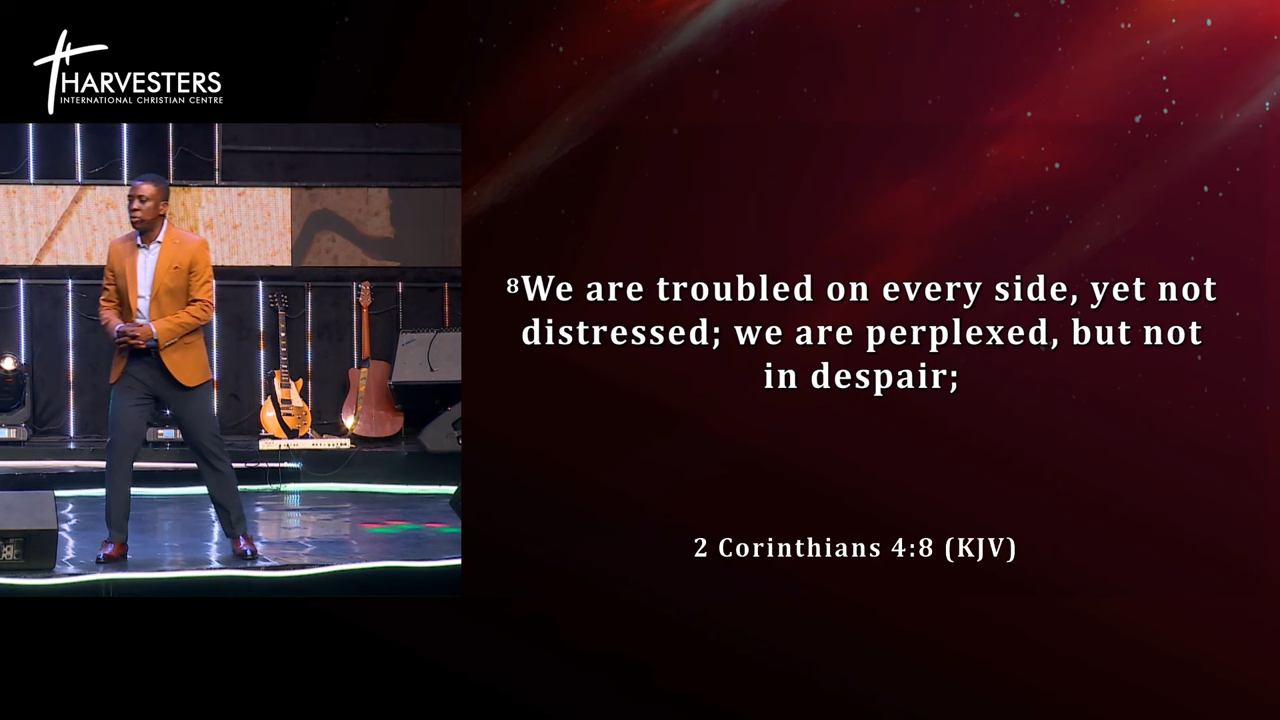 HARVESTERS
INTERNATIONAL CHRISTIAN CENTRE
⁸We are troubled on every side, yet not
distressed; we are perplexed, but not
in despair;
2 Corinthians 4:8 (KJV)